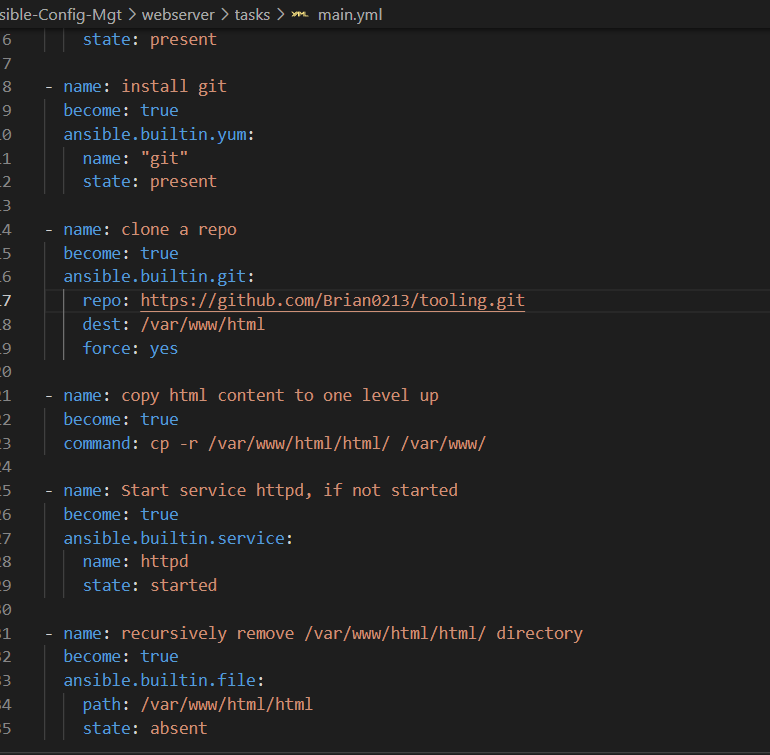 sible-Config-Mgt > webserver > tasks > YAML main.yml
6 state: present
7
8 - name: install git
9 become: true
0 ansible.builtin.yum:
1 name: "git"
2 state: present
3
4 - name: clone a repo
5 become: true
6 ansible.builtin.git:
7 repo: https://github.com/Brian0213/tooling.git
8 dest: /var/www/html
9 force: yes
0
1 - name: copy html content to one level up
2 become: true
3 command: cp -r /var/www/html/html/ /var/www/
4
5 - name: Start service httpd, if not started
6 become: true
7 ansible.builtin.service:
8 name: httpd
9 state: started
0
1 - name: recursively remove /var/www/html/html/ directory
2 become: true
3 ansible.builtin.file:
4 path: /var/www/html/html
5 state: absent